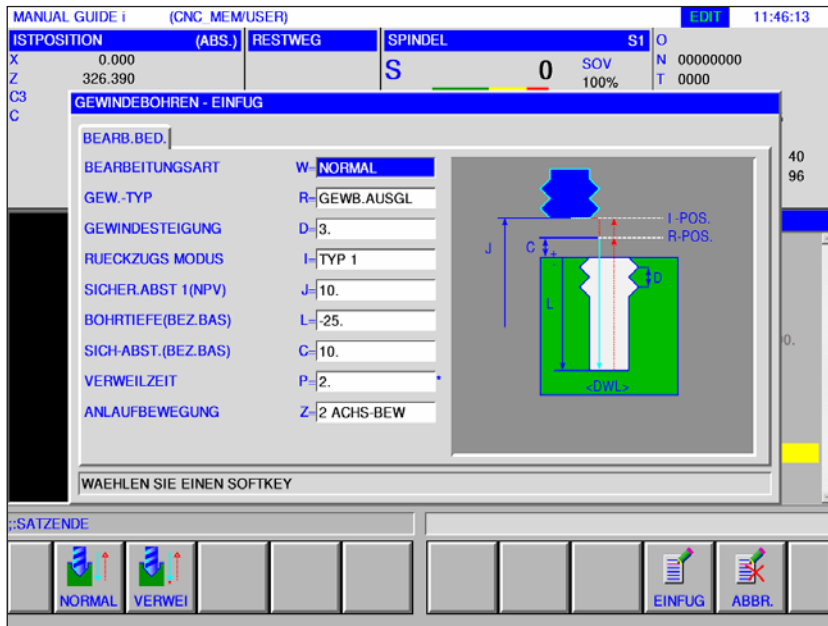 MANUAL GUIDE i (CNC_MEM/USER) EDIT 11:46:13
ISTPOSITION (ABS.) RESTWEG SPINDEL S1 O
X 0.000
Z 326.390
C3
C
S 0 SOV 100%
N 00000000
T 0000
GEWINDEBOHREN - EINFUG
BEARB.BED.
BEARBEITUNGSART W=NORMAL
GEW.-TYP R=GEWB.AUSGL
GEWINDESTEIGUNG D=3.
RUECKZUGS MODUS I=TYP 1
SICHER.ABST 1(NPV) J=10.
BOHRTIEFE(BEZ.BAS) L=-25.
SICH-ABST.(BEZ.BAS) C=10.
VERWEILZEIT P=2. *
ANLAUFBEWEGUNG Z=2 ACHS-BEW
I-POS.
R-POS.
J
C
+
-
D
L
<DWL>
40
96
0.
WAEHLEN SIE EINEN SOFTKEY
;:SATZENDE
NORMAL VERWEI EINFUG ABBR.